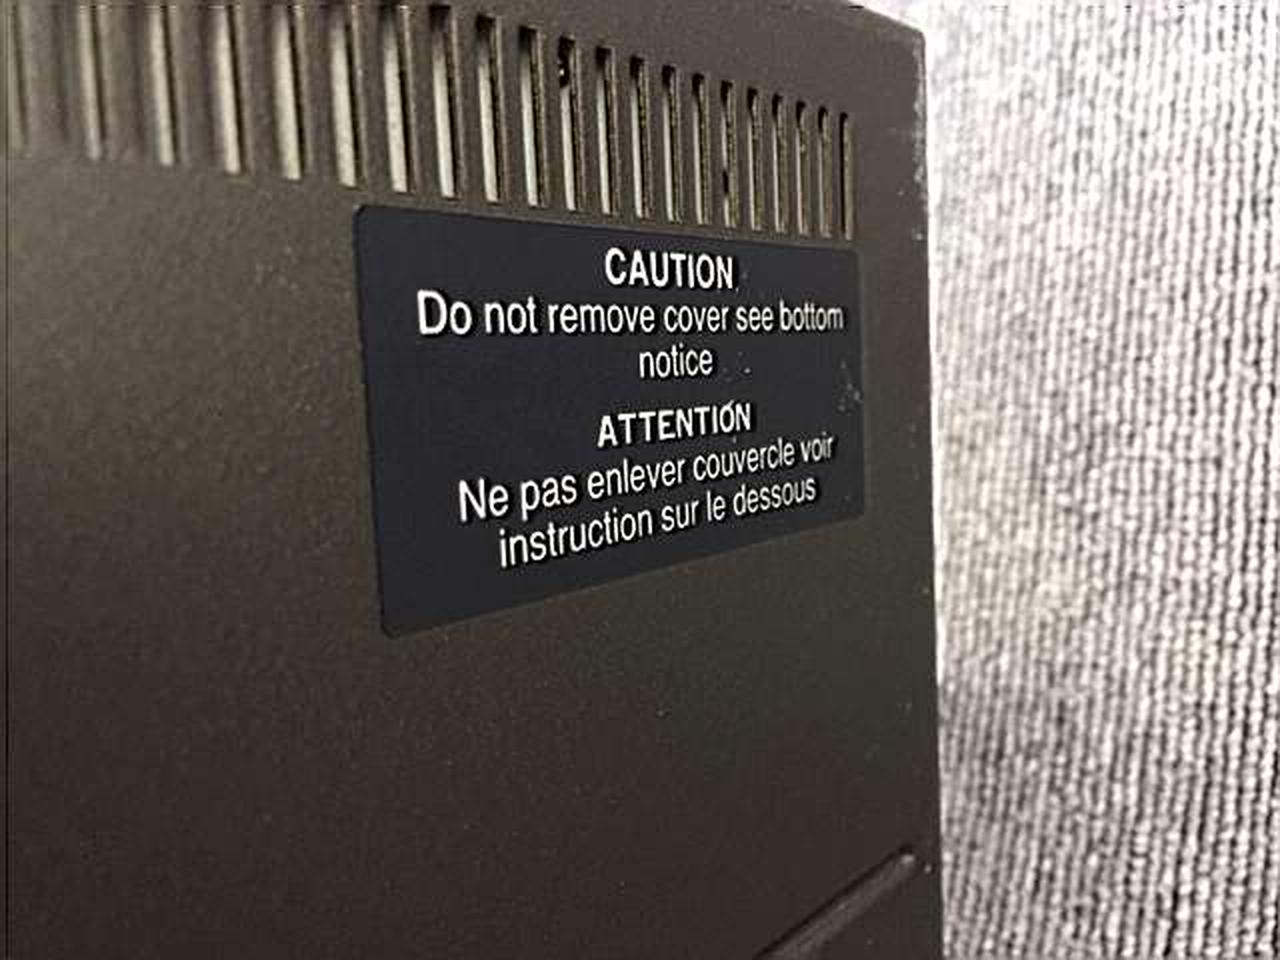 CAUTION
Do not remove cover see bottom
notice
ATTENTION
Ne pas enlever couvercle voir
instruction sur le dessous